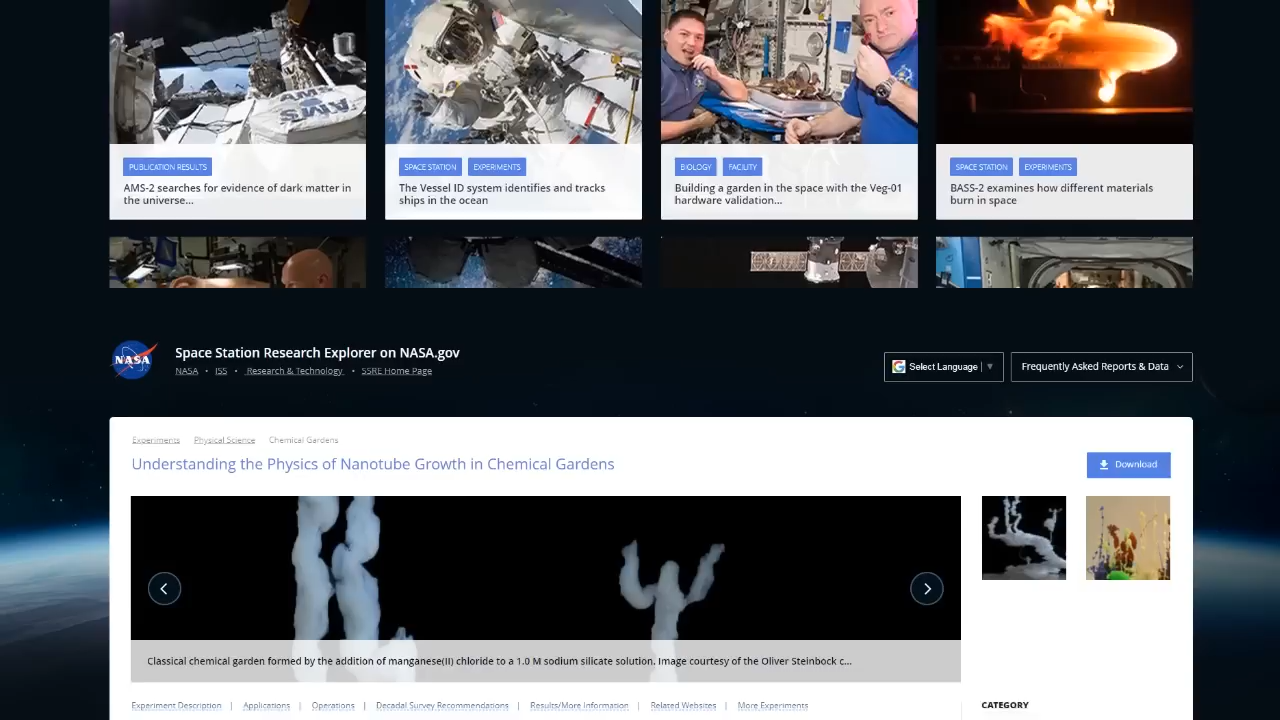 AMS
PUBLICATION RESULTS
AMS-2 searches for evidence of dark matter in
the universe...
SPACE STATION EXPERIMENTS
The Vessel ID system identifies and tracks
ships in the ocean
BIOLOGY FACILITY
Building a garden in the space with the Veg-01
hardware validation...
SPACE STATION EXPERIMENTS
BASS-2 examines how different materials
burn in space
NASA
Space Station Research Explorer on NASA.gov
NASA • ISS • Research & Technology • SSRE Home Page
Select Language | ▼
Frequently Asked Reports & Data
Experiments Physical Science Chemical Gardens
Understanding the Physics of Nanotube Growth in Chemical Gardens
Download
Classical chemical garden formed by the addition of manganese(II) chloride to a 1.0 M sodium silicate solution. Image courtesy of the Oliver Steinbock c...
Experiment Description | Applications | Operations | Decadal Survey Recommendations | Results/More Information | Related Websites | More Experiments
CATEGORY